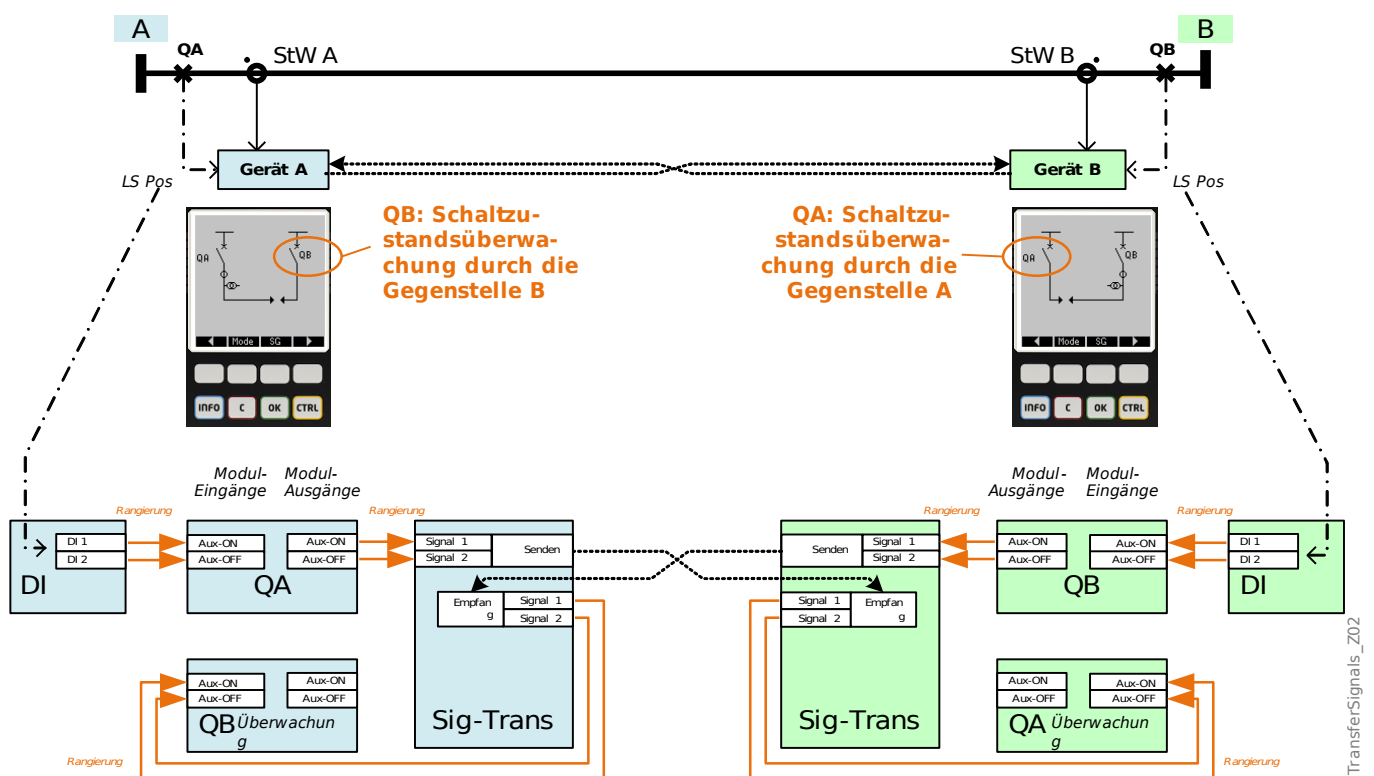 A
B
QA
StW A
StW B
QB
Gerät A
Gerät B
LS Pos
LS Pos
QB: Schaltzu-
standsüberwa-
chung durch die
Gegenstelle B
QA: Schaltzu-
standsüberwa-
chung durch die
Gegenstelle A
QA
QB
Mode SG
INFO C OK CTRL
QA
QB
Mode SG
INFO C OK CTRL
Modul-
Eingänge
Modul-
Ausgänge
Modul-
Ausgänge
Modul-
Eingänge
Rangierung
Rangierung
Rangierung
Rangierung
DI 1
DI 2
DI
Aux-ON
Aux-OFF
Aux-ON
Aux-OFF
QA
Signal 1
Signal 2
Senden
Empfan
g
Signal 1
Signal 2
Sig-Trans
Senden
Signal 1
Signal 2
Signal 1
Signal 2
Empfan
g
Sig-Trans
Aux-ON
Aux-OFF
Aux-ON
Aux-OFF
QB
DI 1
DI 2
DI
Aux-ON
Aux-OFF
Aux-ON
Aux-OFF
QB Überwachun
g
Aux-ON
Aux-OFF
Aux-ON
Aux-OFF
QA Überwachun
g
Rangierung
Rangierung
TransferSignals_Z02